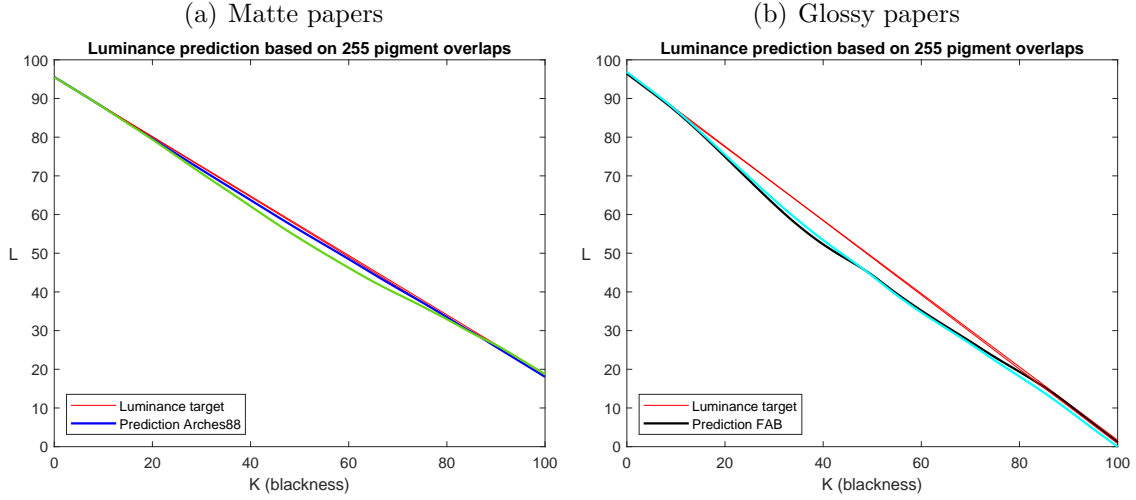 (a) Matte papers
Luminance prediction based on 255 pigment overlaps
100
90
80
70
60
50
40
30
20
10
0
L
0 20 40 60 80 100
K (blackness)
Luminance target
Prediction Arches88
(b) Glossy papers
Luminance prediction based on 255 pigment overlaps
100
90
80
70
60
50
40
30
20
10
0
L
0 20 40 60 80 100
K (blackness)
Luminance target
Prediction FAB